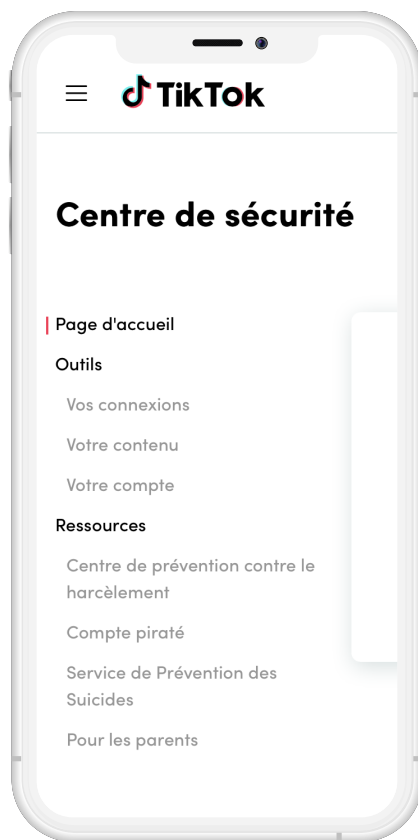 TikTok
Centre de sécurité
Page d'accueil
Outils
Vos connexions
Votre contenu
Votre compte
Ressources
Centre de prévention contre le
harcèlement
Compte piraté
Service de Prévention des
Suicides
Pour les parents